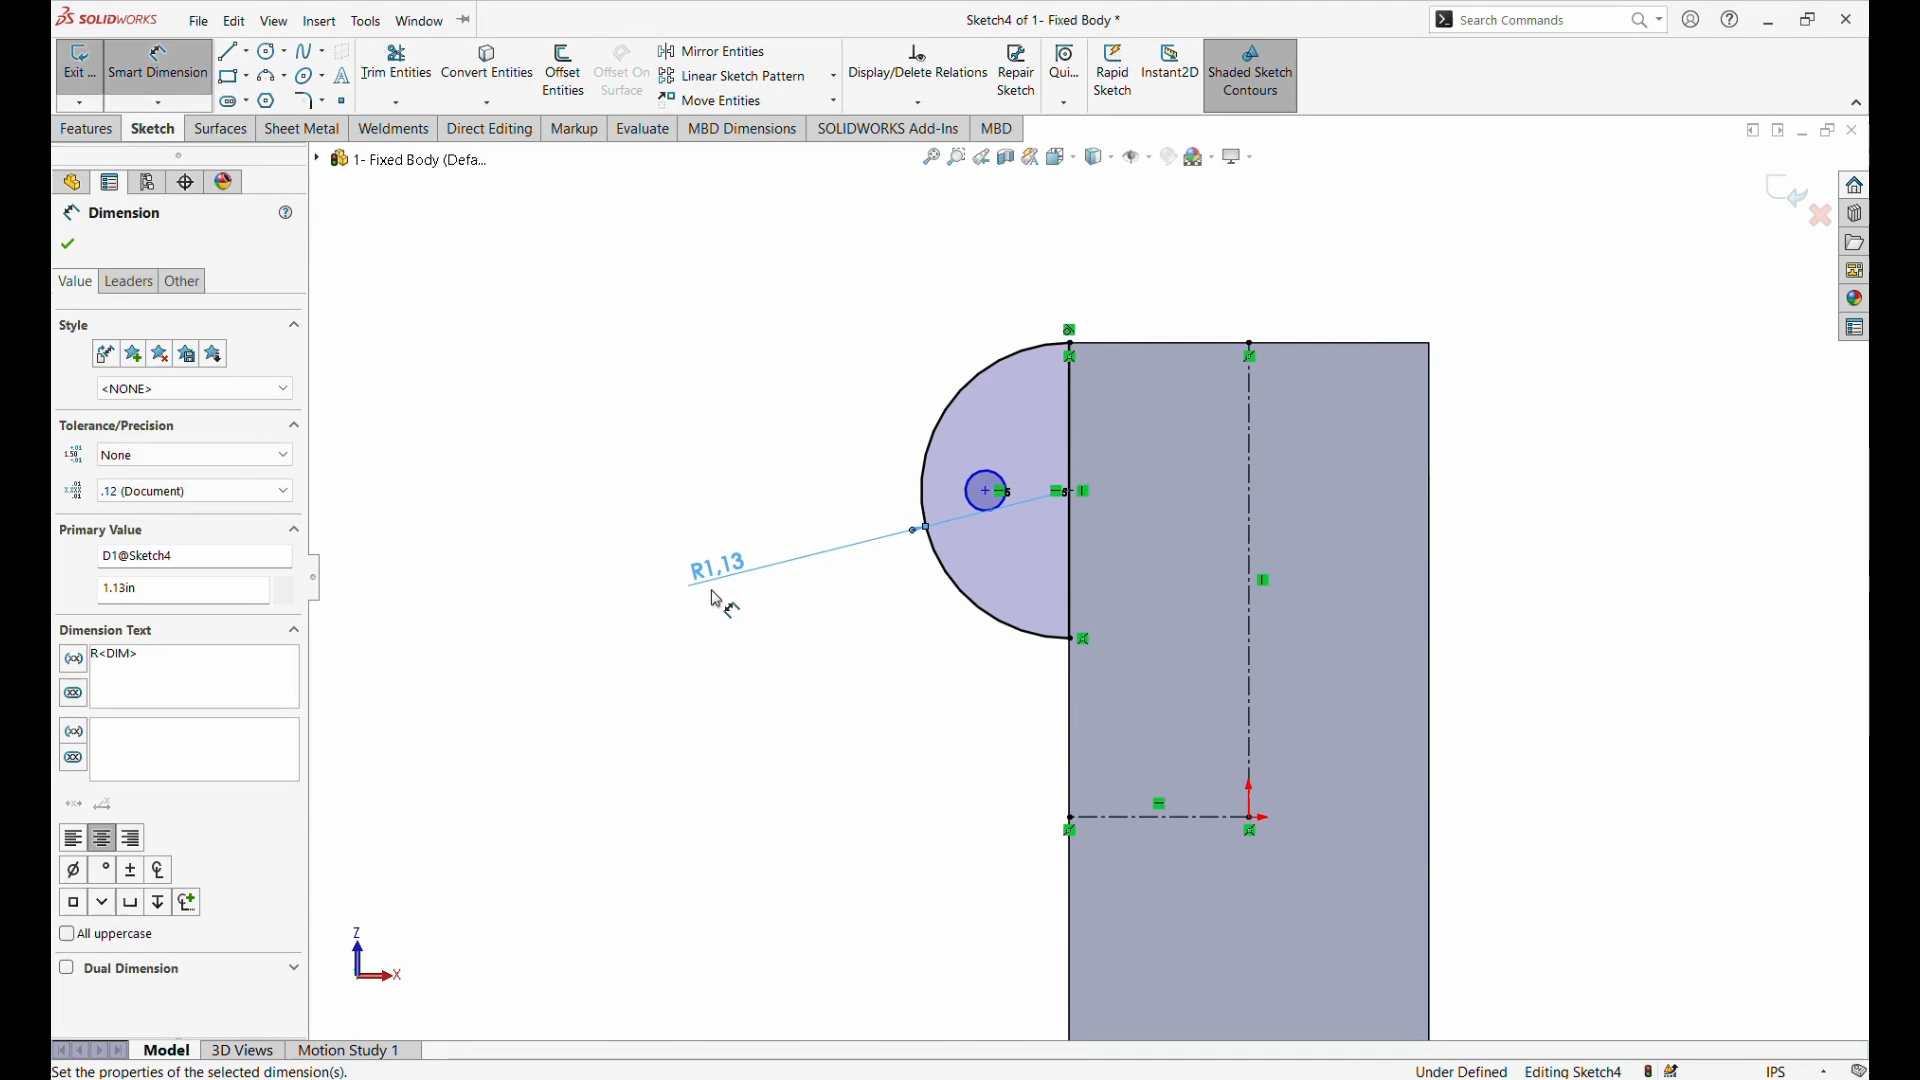 SOLIDWORKS File Edit View Insert Tools Window Sketch4 of 1- Fixed Body * Search Commands
Exit ... Smart Dimension Trim Entities Convert Entities Offset Entities Offset On Surface Mirror Entities Linear Sketch Pattern Move Entities Display/Delete Relations Repair Sketch Qui... Rapid Sketch Instant2D Shaded Sketch Contours
Features Sketch Surfaces Sheet Metal Weldments Direct Editing Markup Evaluate MBD Dimensions SOLIDWORKS Add-Ins MBD
1- Fixed Body (Defa...
Dimension
Value Leaders Other
Style
<NONE>
Tolerance/Precision
None
.12 (Document)
Primary Value
D1@Sketch4
1.13in
Dimension Text
R<DIM>
All uppercase
Dual Dimension
R1,13
Z
X
Model 3D Views Motion Study 1
Set the properties of the selected dimension(s). Under Defined Editing Sketch4 IPS